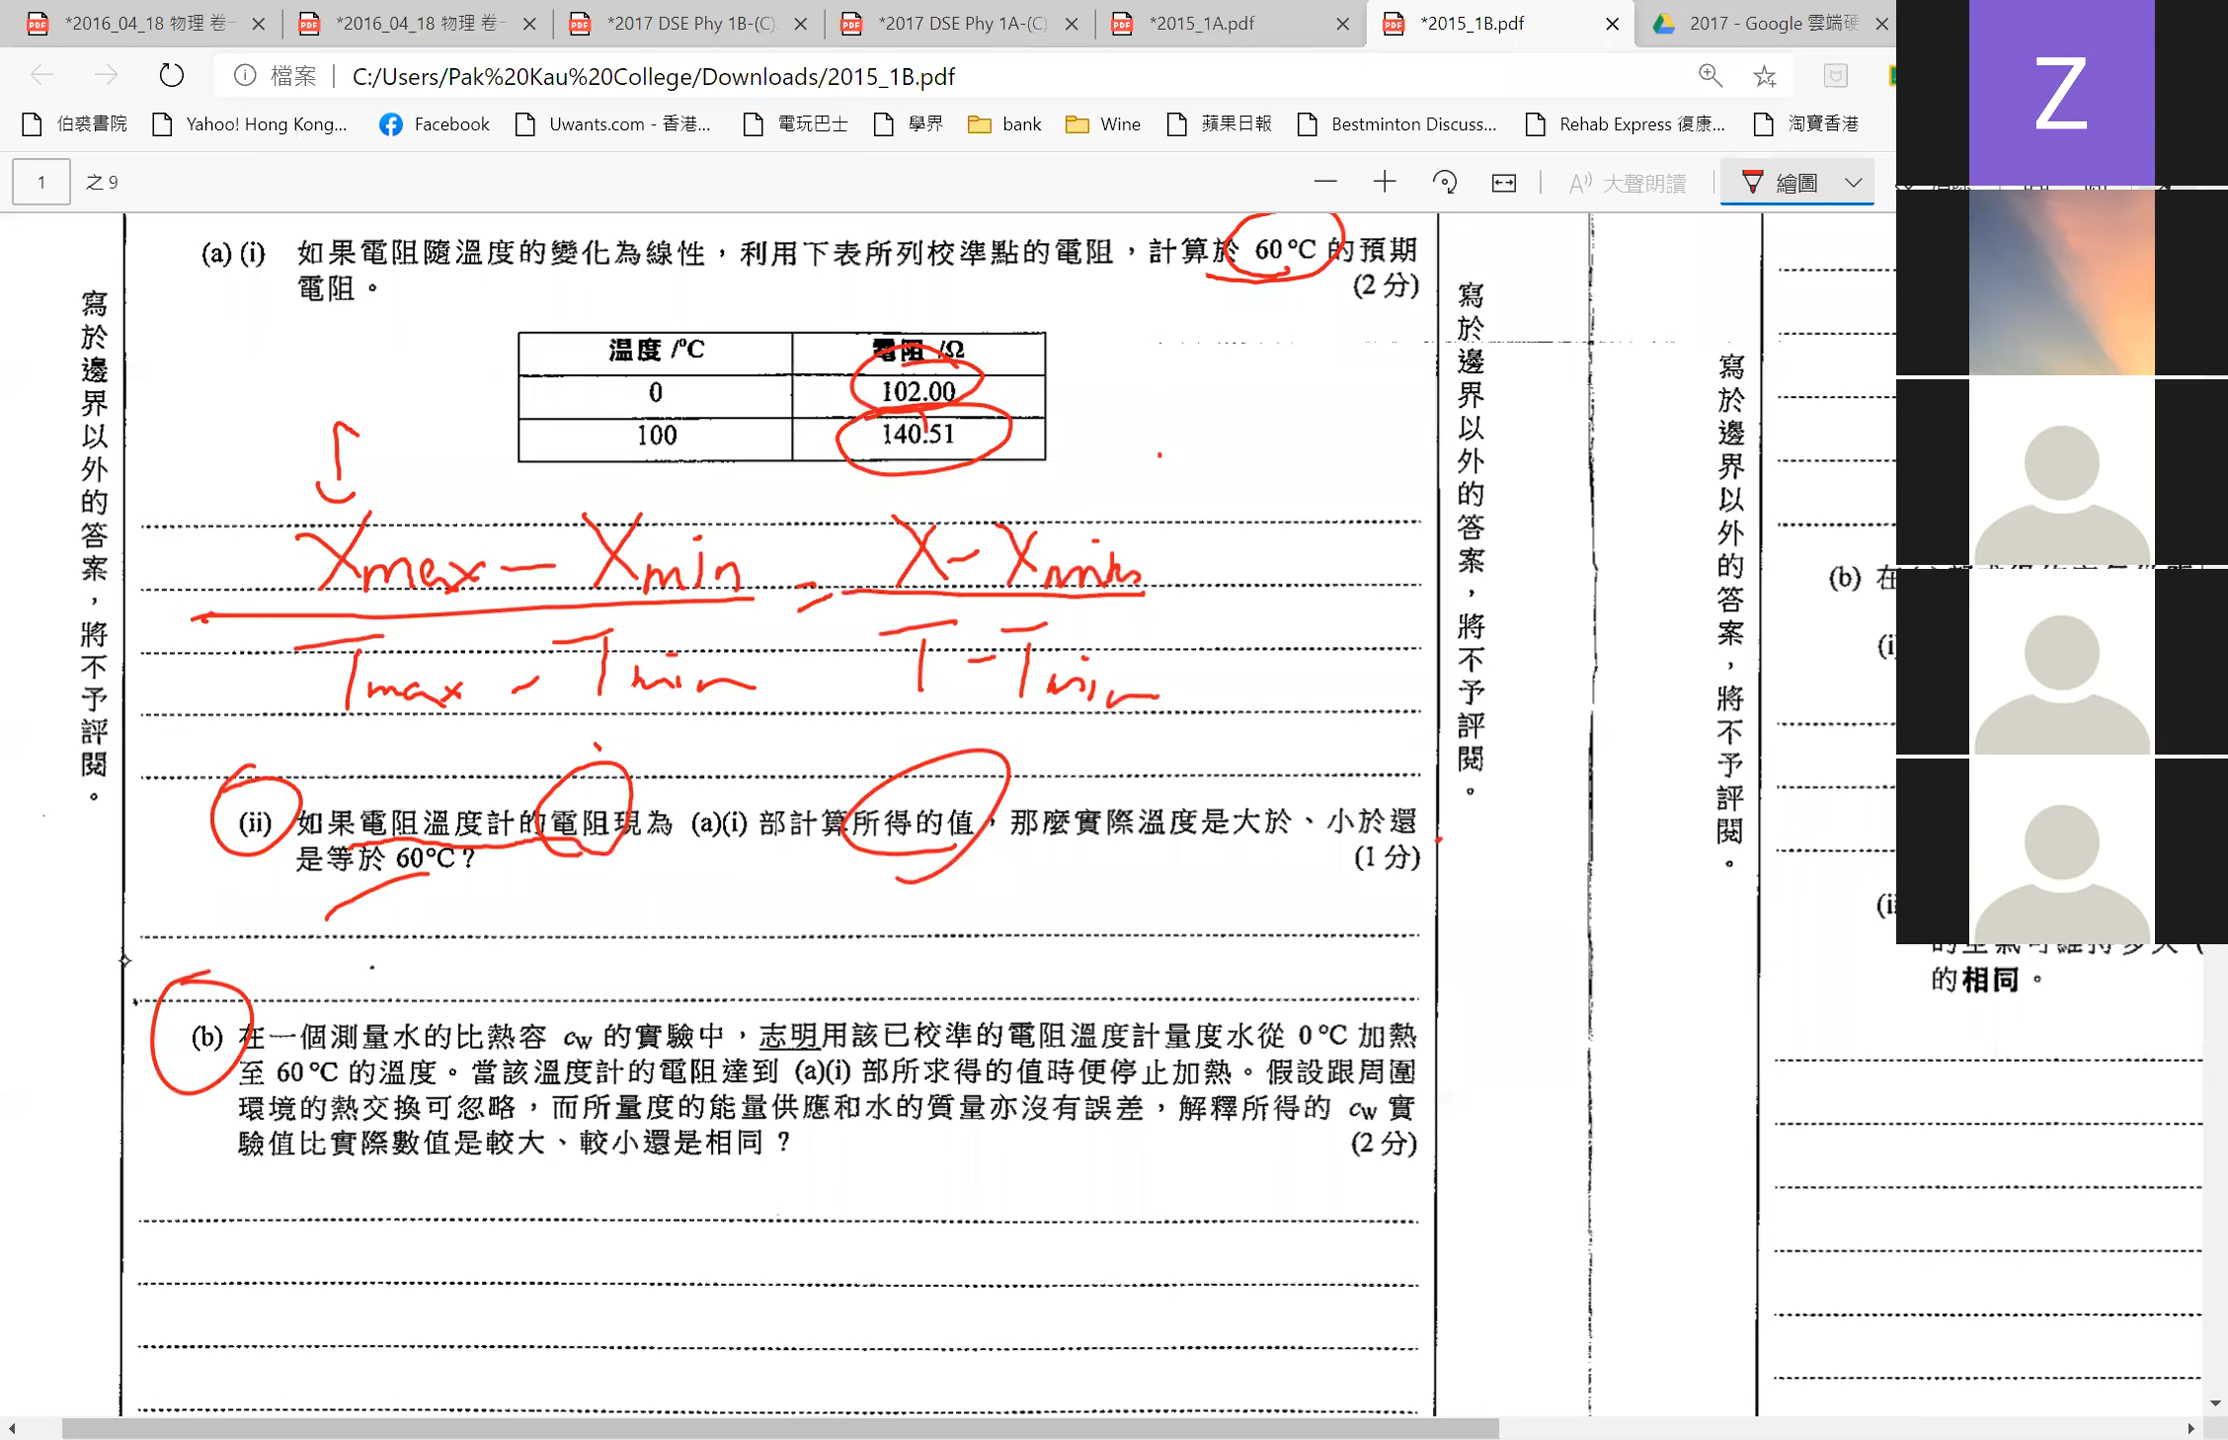 *2016_04_18 物理 卷一
*2016_04_18 物理 卷一
*2017 DSE Phy 1B-(C)
*2017 DSE Phy 1A-(C)
*2015_1A.pdf
*2015_1B.pdf
2017 - Google 雲端硬
檔案 C:/Users/Pak%20Kau%20College/Downloads/2015_1B.pdf
伯裘書院 Yahoo! Hong Kong... Facebook Uwants.com - 香港... 電玩巴士 學界 bank Wine 蘋果日報 Bestminton Discuss... Rehab Express 復康... 淘寶香港
1 之 9 大聲朗讀 繪圖
Z
(a) (i) 如果電阻隨溫度的變化為線性，利用下表所列校準點的電阻，計算於 60 °C 的預期
電阻。 (2 分)
溫度 /°C 電阻 /Ω
0 102.00
100 140.51
Xmax – Xmin = X – Xmin
Tmax – Tmin T – Tmin
(ii) 如果電阻溫度計的電阻現為 (a)(i) 部計算所得的值，那麼實際溫度是大於、小於還
是等於 60°C？ (1 分)
(b) 在一個測量水的比熱容 cW 的實驗中，志明用該已校準的電阻溫度計量度水從 0 °C 加熱
至 60 °C 的溫度。當該溫度計的電阻達到 (a)(i) 部所求得的值時便停止加熱。假設跟周圍
環境的熱交換可忽略，而所量度的能量供應和水的質量亦沒有誤差，解釋所得的 cW 實
驗值比實際數值是較大、較小還是相同？ (2 分)
寫於邊界以外的答案，將不予評閱。
寫於邊界以外的答案，將不予評閱。
寫於邊界以外的答案，將不予評閱。
(b) 在
(i
(i
的相同。